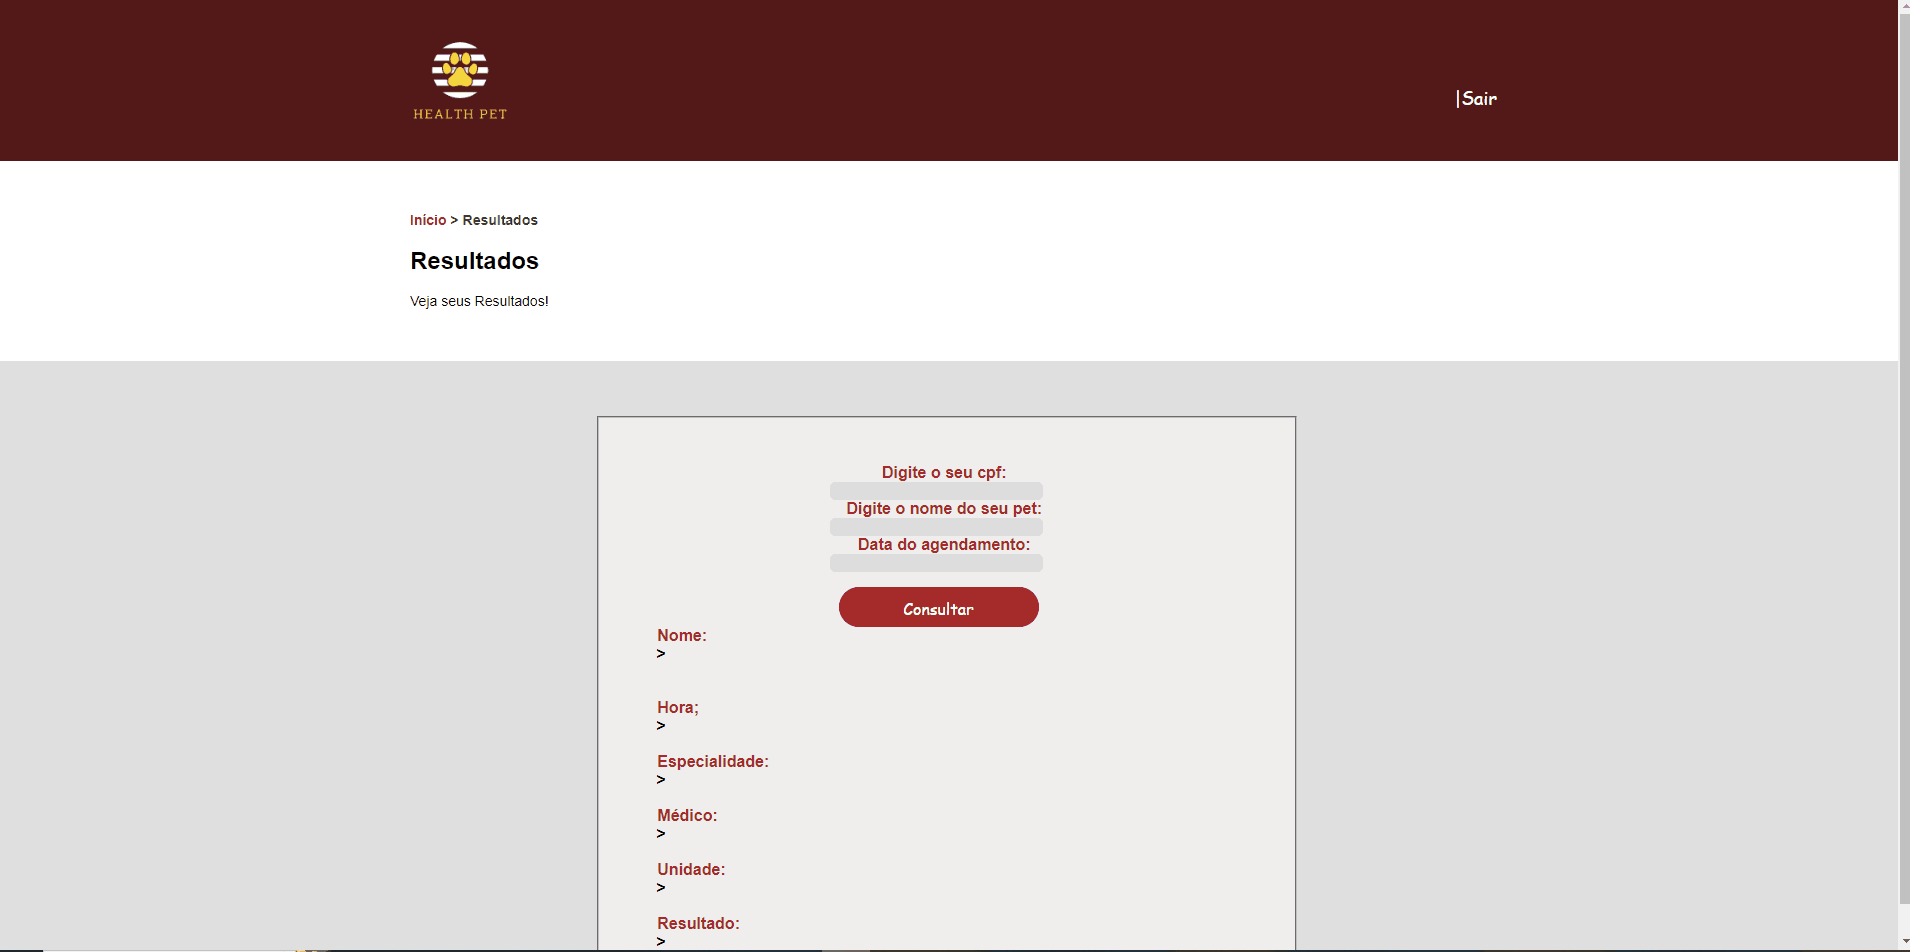 HEALTH PET
|Sair
Início > Resultados
Resultados
Veja seus Resultados!
Digite o seu cpf:
Digite o nome do seu pet:
Data do agendamento:
Consultar
Nome:
>
Hora;
>
Especialidade:
>
Médico:
>
Unidade:
>
Resultado:
>